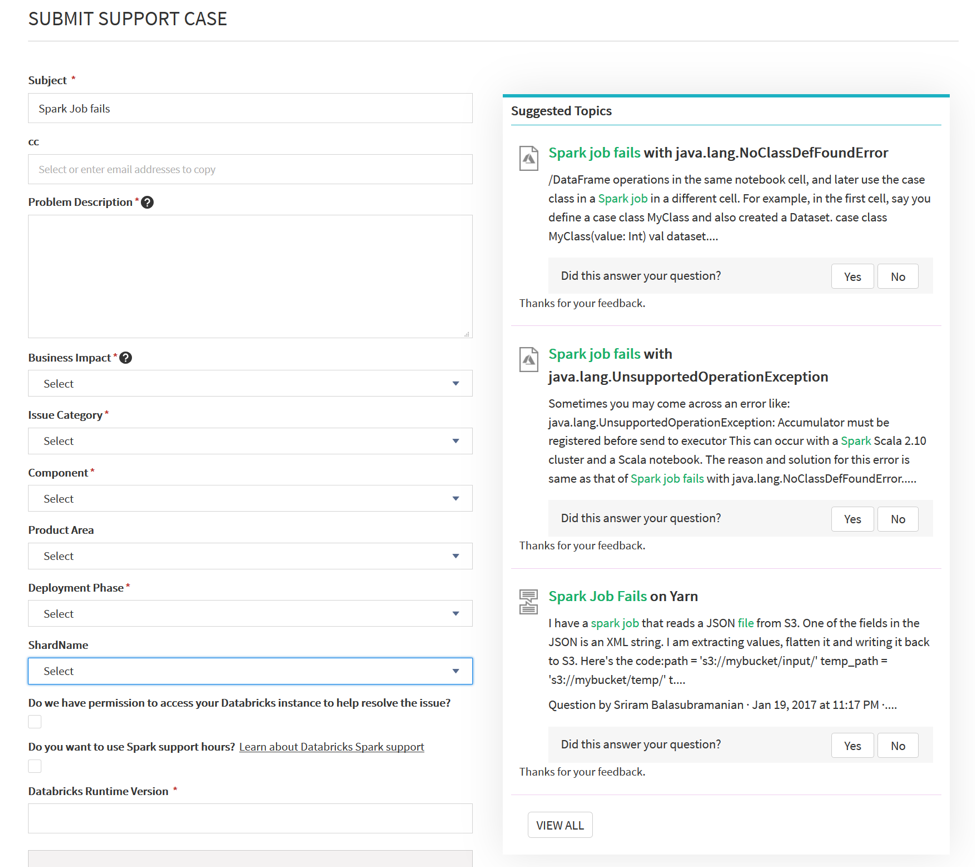 SUBMIT SUPPORT CASE
Subject *
Spark Job fails
cc
Select or enter email addresses to copy
Problem Description * ?
Business Impact * ?
Select
Issue Category *
Select
Component *
Select
Product Area
Select
Deployment Phase *
Select
ShardName
Select
Do we have permission to access your Databricks instance to help resolve the issue?
Do you want to use Spark support hours? Learn about Databricks Spark support
Databricks Runtime Version *
Suggested Topics
Spark job fails with java.lang.NoClassDefFoundError
/DataFrame operations in the same notebook cell, and later use the case
class in a Spark job in a different cell. For example, in the first cell, say you
define a case class MyClass and also created a Dataset. case class
MyClass(value: Int) val dataset....
Did this answer your question? Yes No
Thanks for your feedback.
Spark job fails with
java.lang.UnsupportedOperationException
Sometimes you may come across an error like:
java.lang.UnsupportedOperationException: Accumulator must be
registered before send to executor This can occur with a Spark Scala 2.10
cluster and a Scala notebook. The reason and solution for this error is
same as that of Spark job fails with java.lang.NoClassDefFoundError.....
Did this answer your question? Yes No
Thanks for your feedback.
Spark Job Fails on Yarn
I have a spark job that reads a JSON file from S3. One of the fields in the
JSON is an XML string. I am extracting values, flatten it and writing it back
to S3. Here's the code:path = 's3://mybucket/input/' temp_path =
's3://mybucket/temp/' t....
Question by Sriram Balasubramanian · Jan 19, 2017 at 11:17 PM ·....
Did this answer your question? Yes No
Thanks for your feedback.
VIEW ALL